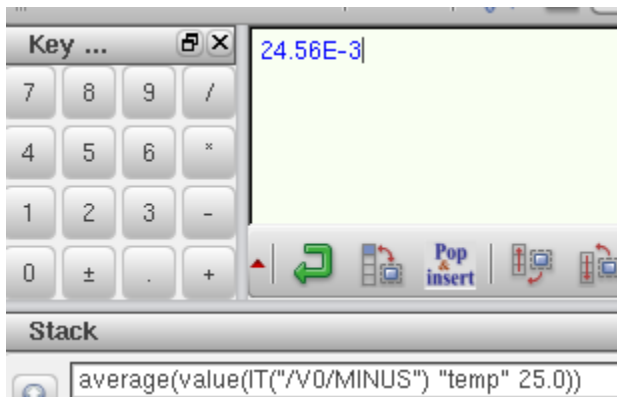 Key ...
24.56E-3
7 8 9 /
4 5 6 *
1 2 3 -
0 ± . +
Pop
&
insert
Stack
average(value(IT("/V0/MINUS") "temp" 25.0))